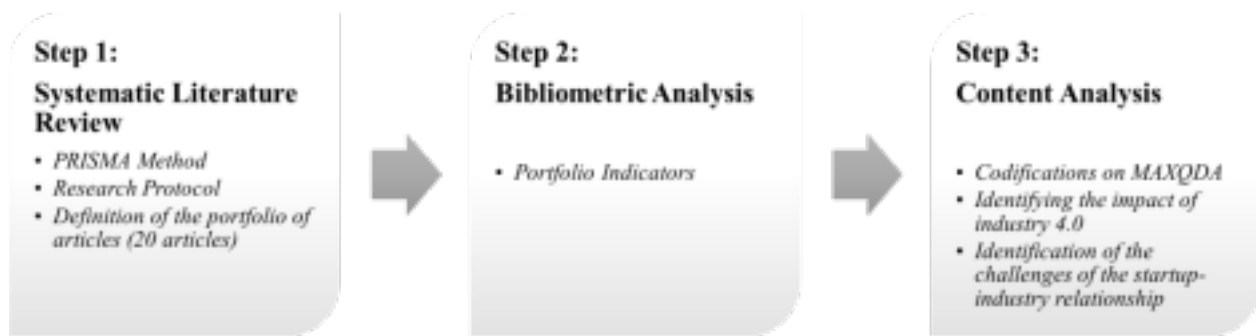 Step 1:
Systematic Literature
Review
• PRISMA Method
• Research Protocol
• Definition of the portfolio of
articles (20 articles)
Step 2:
Bibliometric Analysis
• Portfolio Indicators
Step 3:
Content Analysis
• Codifications on MAXQDA
• Identifying the impact of
industry 4.0
• Identification of the
challenges of the startup-
industry relationship